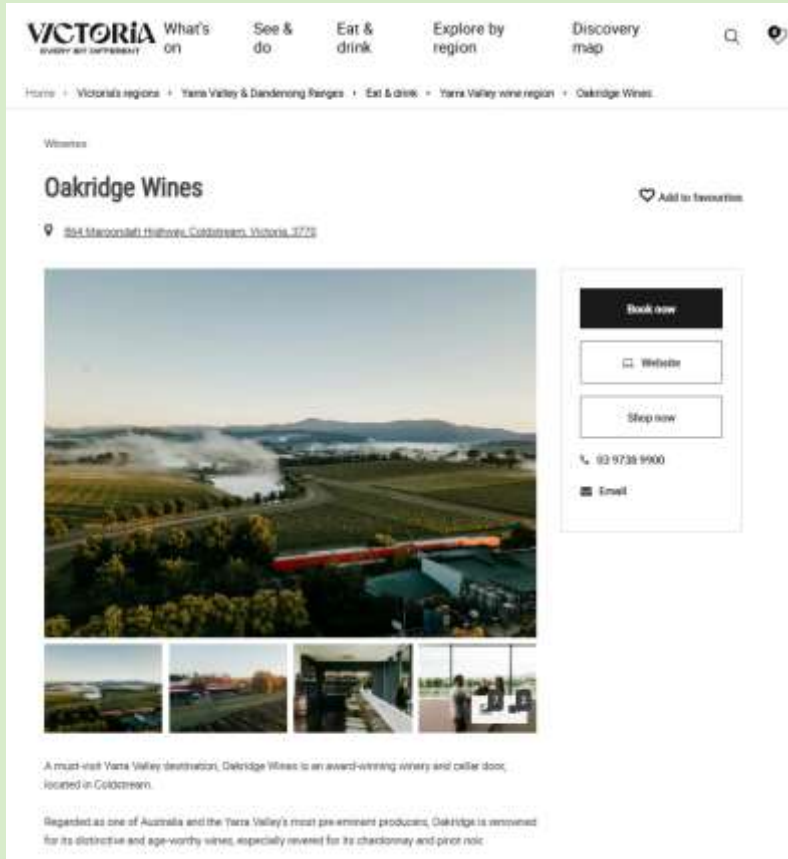 VICTORIA
EVERY BIT DIFFERENT
What's on
See & do
Eat & drink
Explore by region
Discovery map
Home
Victoria's regions
Yarra Valley & Dandenong Ranges
Eat & drink
Yarra Valley wine region
Oakridge Wines
Wineries
Oakridge Wines
Add to favourites
864 Maroondah Highway, Coldstream, Victoria, 3770
Book now
Website
Shop now
03 9738 9900
Email
A must-visit Yarra Valley destination, Oakridge Wines is an award-winning winery and cellar door,
located in Coldstream.
Regarded as one of Australia and the Yarra Valley's most pre-eminent producers, Oakridge is renowned
for its distinctive and age-worthy wines, especially revered for its chardonnay and pinot noir.